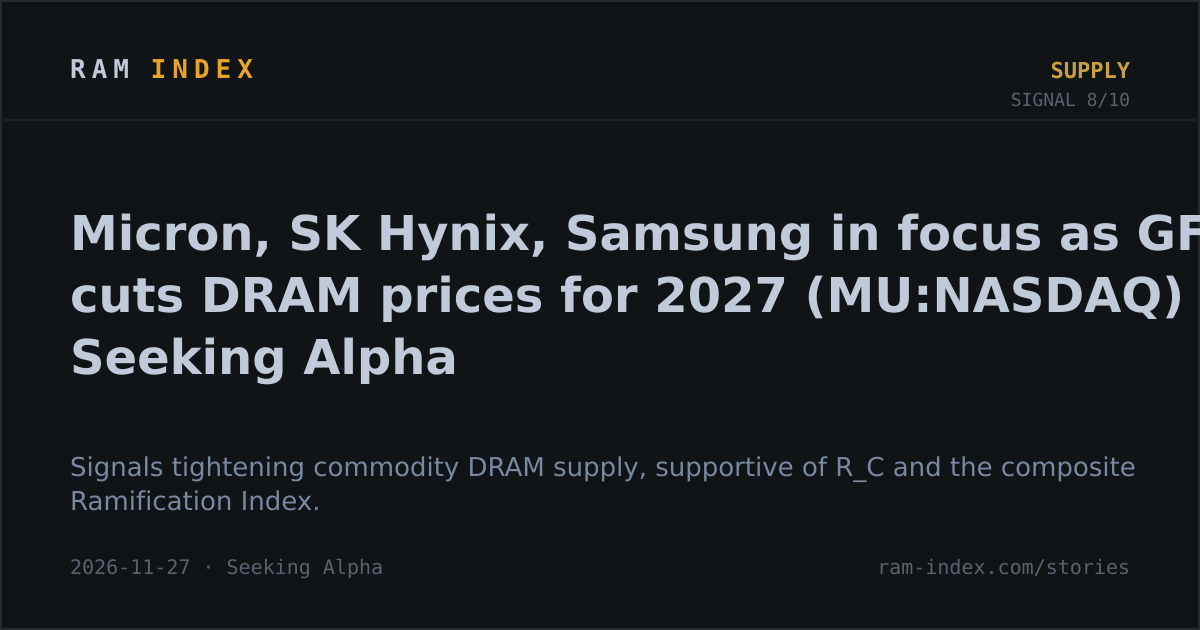 RAM INDEX
SUPPLY
SIGNAL 8/10
Micron, SK Hynix, Samsung in focus as GF
cuts DRAM prices for 2027 (MU:NASDAQ)
Seeking Alpha
Signals tightening commodity DRAM supply, supportive of R_C and the composite
Ramification Index.
2026-11-27 · Seeking Alpha
ram-index.com/stories